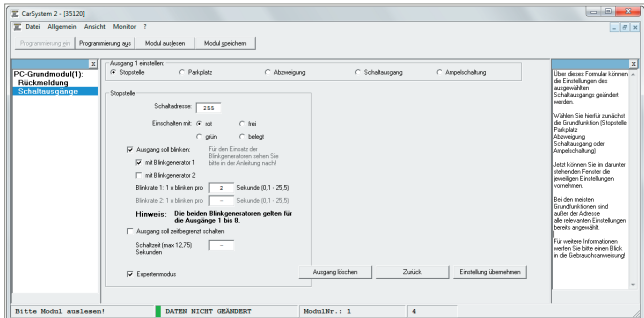 CarSystem 2 - [35120]
Datei Allgemein Ansicht Monitor ?
Programmierung ein Programmierung aus Modul auslesen Modul speichern
PC-Grundmodul(1):
Rückmeldung
Schaltausgänge
Ausgang 1 einstellen:
Stopstelle Parkplatz Abzweigung Schaltausgang Ampelschaltung
Stopstelle
Schaltadresse: 255
Einschalten mit: rot frei
grün belegt
Ausgang soll blinken:
mit Blinkgenerator 1
mit Blinkgenerator 2
Für den Einsatz der
Blinkgeneratoren sehen Sie
bitte in der Anleitung nach!
Blinkrate 1: 1 x blinken pro 2 Sekunde (0,1 - 25,5)
Blinkrate 2: 1 x blinken pro - Sekunde (0,1 - 25,5)
Hinweis: Die beiden Blinkgeneratoren gelten für
die Ausgänge 1 bis 8.
Ausgang soll zeitbegrenzt schalten
Schaltzeit (max 12,75) -
Sekunden
Expertenmodus
Ausgang löschen Zurück Einstellung übernehmen
Über dieses Formular können
die Einstellungen des
ausgewählten
Schaltausgangs geändert
werden.
Wählen Sie hierfür zunächst
die Grundfunktion (Stopstelle
Parkplatz
Abzweigung
Schaltausgang oder
Ampelschaltung)
Jetzt können Sie im darunter
stehenden Fenster die
jeweiligen Einstellungen
vornehmen.
Bei den meisten
Grundfunktionen sind
außer der Adresse
alle relevanten Einstellungen
bereits angewählt.
Für weitere Informationen
werfen Sie bitte einen Blick
in die Gebrauchsanweisung!
Bitte Modul auslesen! DATEN NICHT GEÄNDERT ModulNr.: 1 4